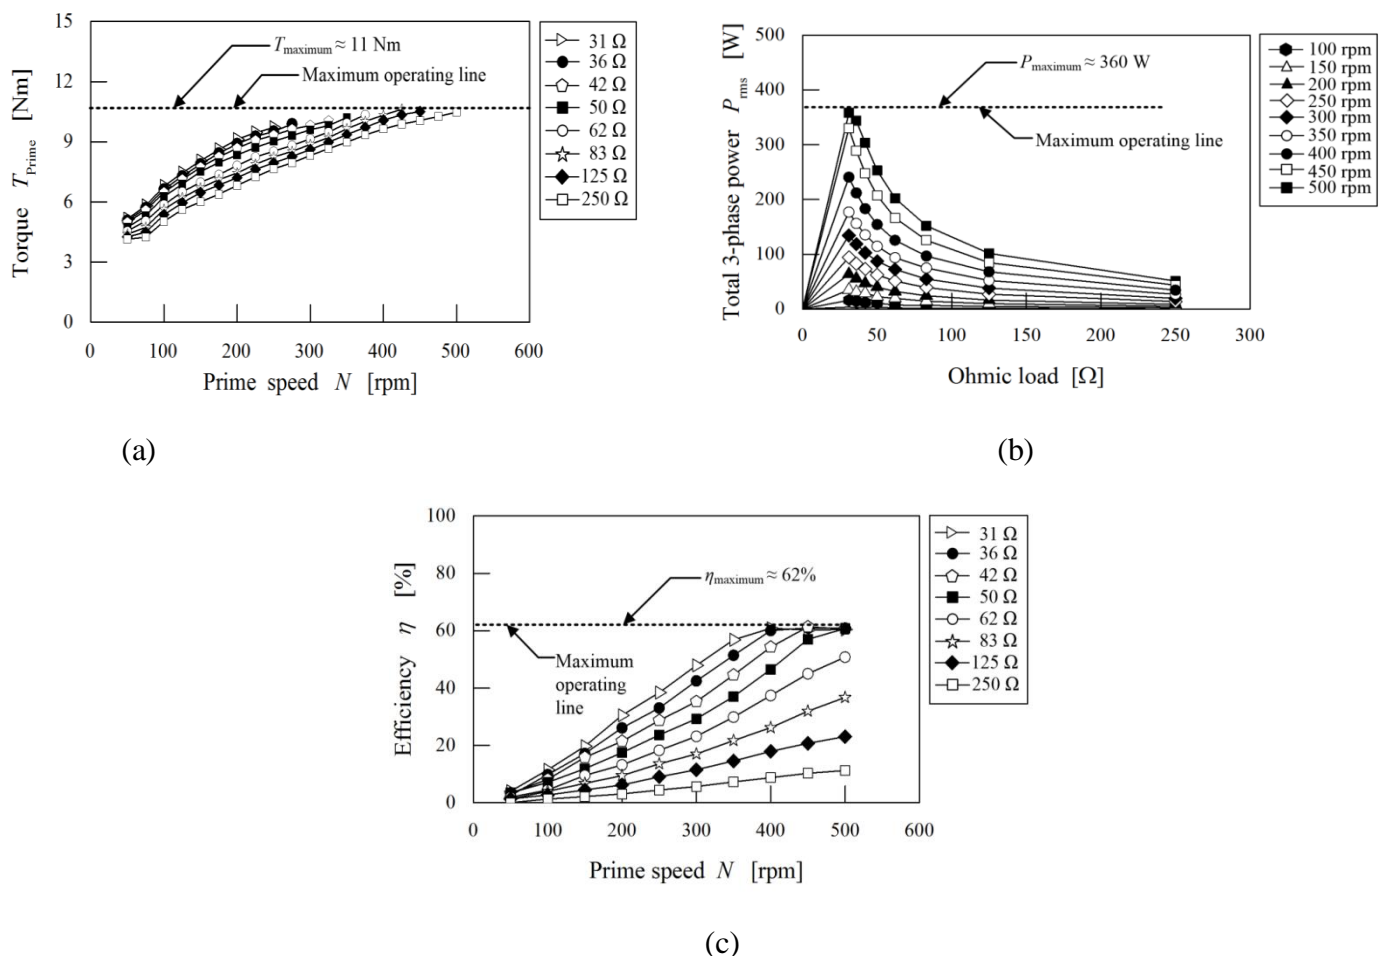 15
12
9
6
3
0
Torque T_Prime [Nm]
T_maximum ≈ 11 Nm
Maximum operating line
0 100 200 300 400 500 600
Prime speed N [rpm]
31 Ω
36 Ω
42 Ω
50 Ω
62 Ω
83 Ω
125 Ω
250 Ω
(a)
500
400
300
200
100
0
Total 3-phase power P_rms [W]
P_maximum ≈ 360 W
Maximum operating line
0 50 100 150 200 250 300
Ohmic load [Ω]
100 rpm
150 rpm
200 rpm
250 rpm
300 rpm
350 rpm
400 rpm
450 rpm
500 rpm
(b)
100
80
60
40
20
0
Efficiency η [%]
η_maximum ≈ 62%
Maximum
operating
line
0 100 200 300 400 500 600
Prime speed N [rpm]
31 Ω
36 Ω
42 Ω
50 Ω
62 Ω
83 Ω
125 Ω
250 Ω
(c)